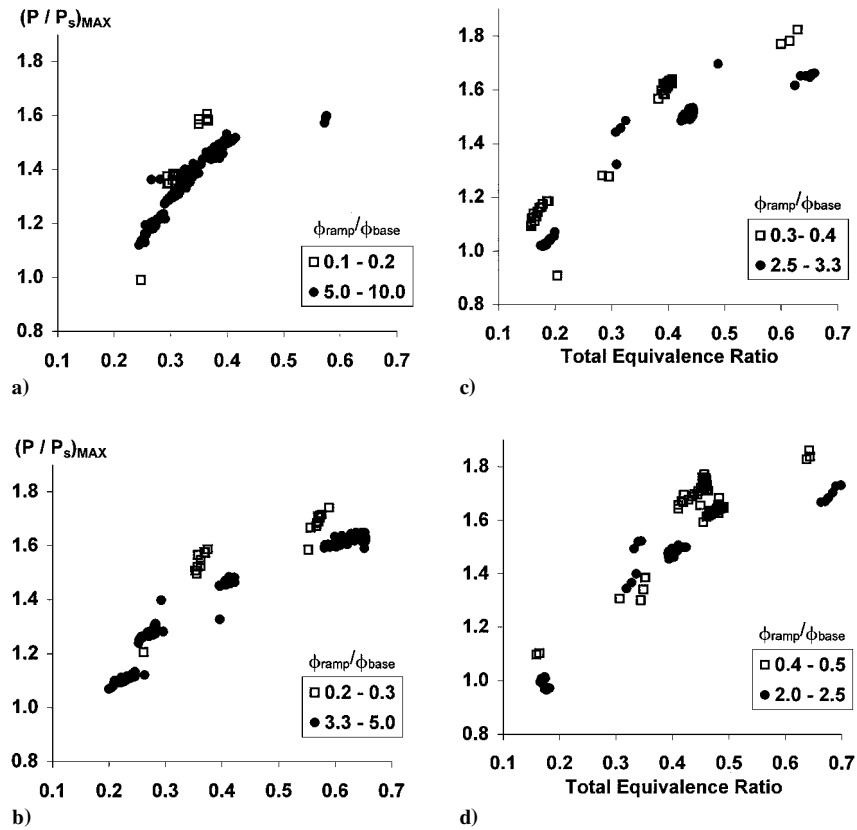 (P / Ps)MAX
1.8
1.6
1.4
1.2
1.0
0.8
0.1 0.2 0.3 0.4 0.5 0.6 0.7
ϕramp/ϕbase
0.1 - 0.2
5.0 - 10.0
a)
1.8
1.6
1.4
1.2
1.0
0.8
0.1 0.2 0.3 0.4 0.5 0.6 0.7
Total Equivalence Ratio
ϕramp/ϕbase
0.3- 0.4
2.5 - 3.3
c)
(P / Ps)MAX
1.8
1.6
1.4
1.2
1.0
0.8
0.1 0.2 0.3 0.4 0.5 0.6 0.7
ϕramp/ϕbase
0.2 - 0.3
3.3 - 5.0
b)
1.8
1.6
1.4
1.2
1.0
0.8
0.1 0.2 0.3 0.4 0.5 0.6 0.7
Total Equivalence Ratio
ϕramp/ϕbase
0.4 - 0.5
2.0 - 2.5
d)